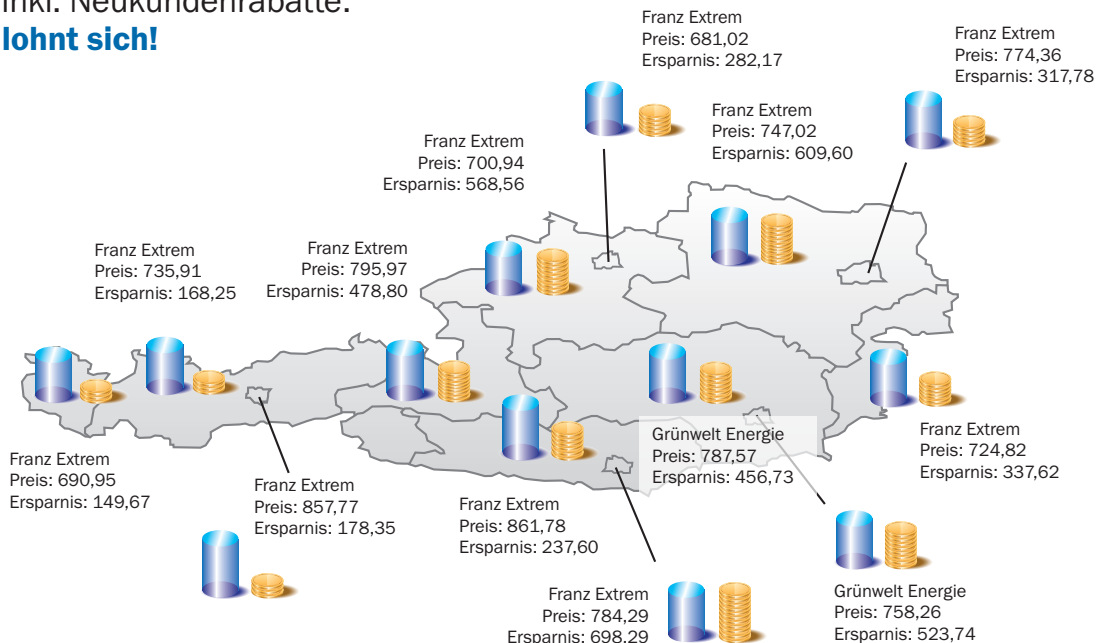 inkl. Neukundenrabatte.
lohnt sich!
Franz Extrem
Preis: 681,02
Ersparnis: 282,17
Franz Extrem
Preis: 774,36
Ersparnis: 317,78
Franz Extrem
Preis: 747,02
Ersparnis: 609,60
Franz Extrem
Preis: 700,94
Ersparnis: 568,56
Franz Extrem
Preis: 735,91
Ersparnis: 168,25
Franz Extrem
Preis: 795,97
Ersparnis: 478,80
Franz Extrem
Preis: 690,95
Ersparnis: 149,67
Franz Extrem
Preis: 857,77
Ersparnis: 178,35
Franz Extrem
Preis: 861,78
Ersparnis: 237,60
Grünwelt Energie
Preis: 787,57
Ersparnis: 456,73
Franz Extrem
Preis: 724,82
Ersparnis: 337,62
Franz Extrem
Preis: 784,29
Ersparnis: 698,29
Grünwelt Energie
Preis: 758,26
Ersparnis: 523,74